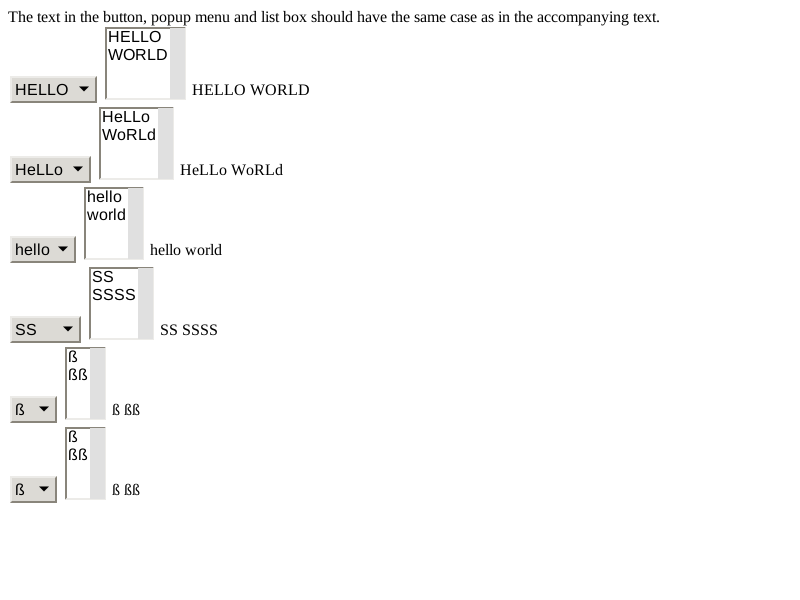 The text in the button, popup menu and list box should have the same case as in the accompanying text.
HELLO
WORLD
HELLO HELLO WORLD
HeLLo
WoRLd
HeLLo HeLLo WoRLd
hello
world
hello hello world
SS
SSSS
SS SS SSSS
ß
ßß
ß ß ßß
ß
ßß
ß ß ßß